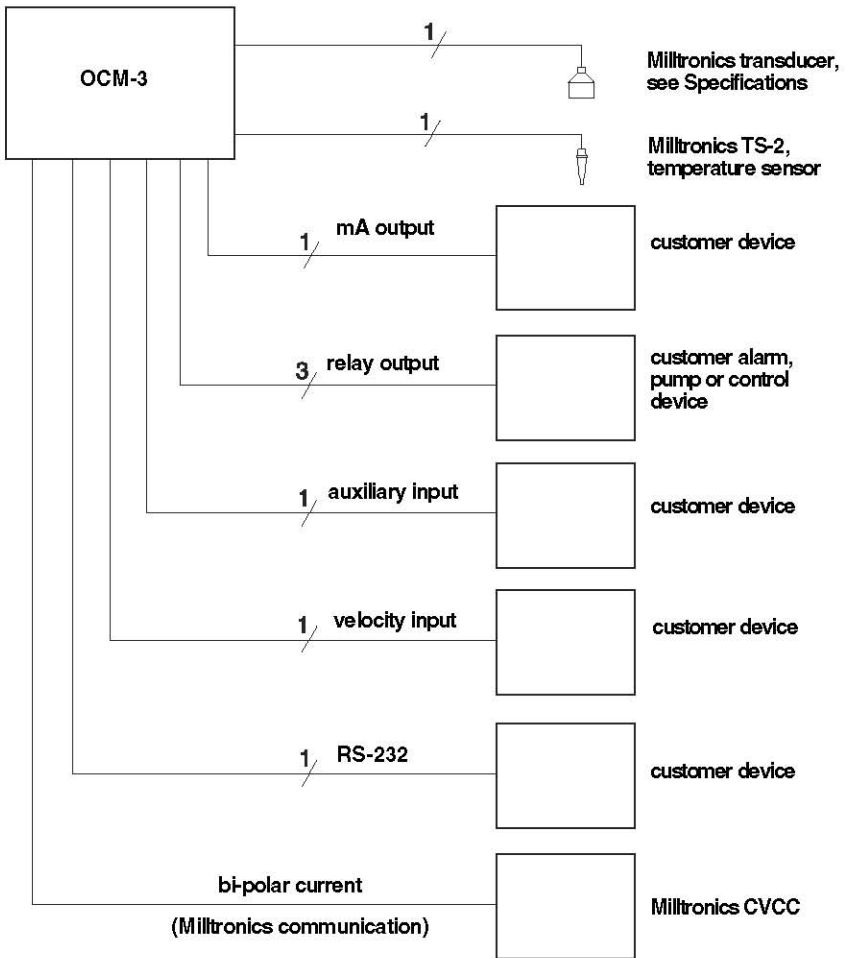 OCM-3
1
Milltronics transducer,
see Specifications
1
Milltronics TS-2,
temperature sensor
1
mA output
customer device
3
relay output
customer alarm,
pump or control
device
1
auxiliary input
customer device
1
velocity input
customer device
1
RS-232
customer device
bi-polar current
(Milltronics communication)
Milltronics CVCC